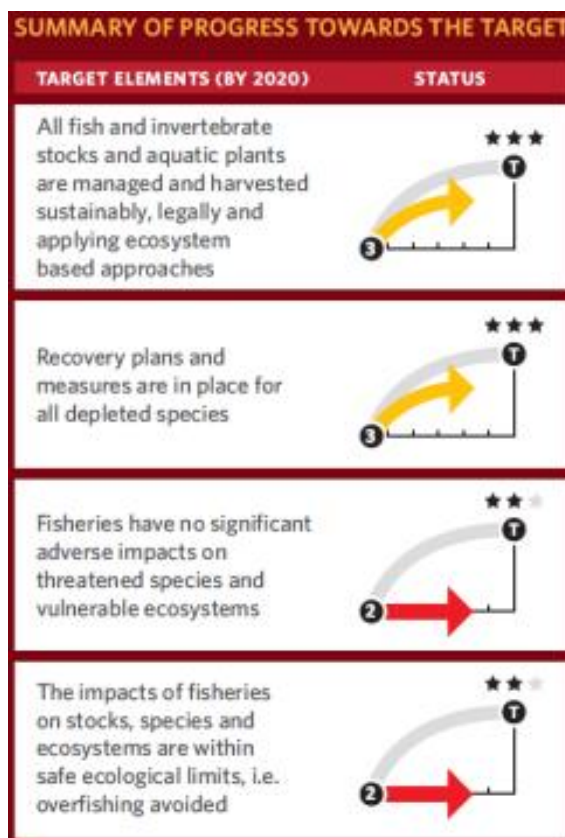 SUMMARY OF PROGRESS TOWARDS THE TARGET
TARGET ELEMENTS (BY 2020) STATUS
All fish and invertebrate
stocks and aquatic plants
are managed and harvested
sustainably, legally and
applying ecosystem
based approaches
T
3
Recovery plans and
measures are in place for
all depleted species
T
3
Fisheries have no significant
adverse impacts on
threatened species and
vulnerable ecosystems
T
2
The impacts of fisheries
on stocks, species and
ecosystems are within
safe ecological limits, i.e.
overfishing avoided
T
2